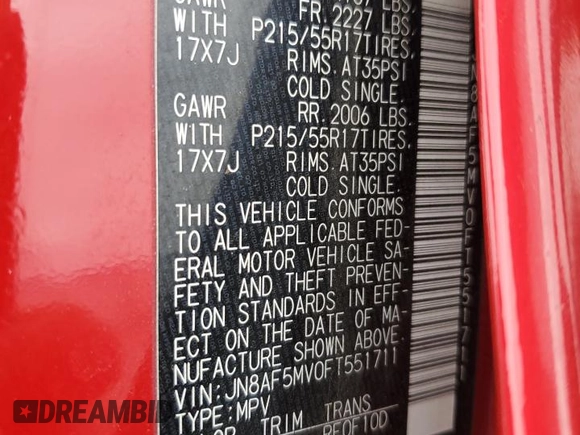 FR. 2227 LBS.
WITH P215/55R17TIRES.
17X7J RIMS. AT35PSI
COLD SINGLE.
GAWR RR. 2006 LBS.
WITH P215/55R17TIRES.
17X7J RIMS. AT35PSI
COLD SINGLE.
THIS VEHICLE CONFORMS
TO ALL APPLICABLE FED-
ERAL MOTOR VEHICLE SA-
FETY AND THEFT PREVEN-
TION STANDARDS IN EFF-
ECT ON THE DATE OF MA-
NUFACTURE SHOWN ABOVE.
VIN:JN8AF5MV0FT551711
TYPE:MPV
TRIM TRANS